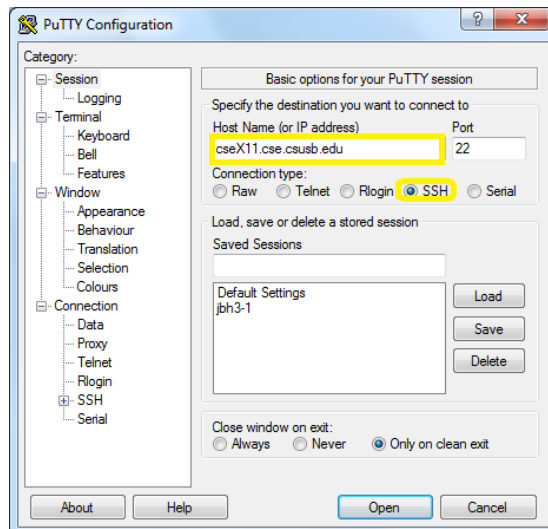 PuTTY Configuration
Category:
Session
Logging
Terminal
Keyboard
Bell
Features
Window
Appearance
Behaviour
Translation
Selection
Colours
Connection
Data
Proxy
Telnet
Rlogin
SSH
Serial
Basic options for your PuTTY session
Specify the destination you want to connect to
Host Name (or IP address) Port
cseX11.cse.csusb.edu 22
Connection type:
Raw Telnet Rlogin SSH Serial
Load, save or delete a stored session
Saved Sessions
Default Settings
jbh3-1
Load
Save
Delete
Close window on exit:
Always Never Only on clean exit
About Help Open Cancel